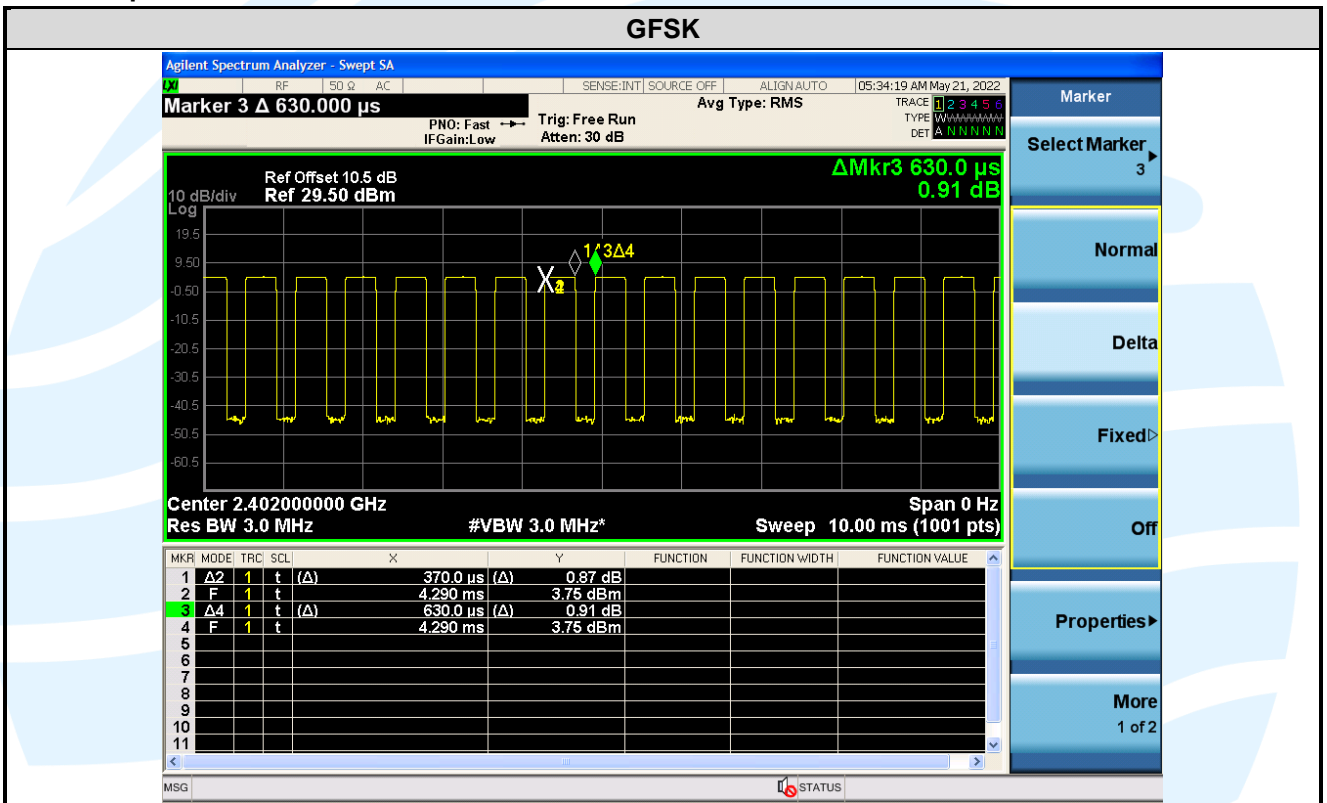 GFSK
Agilent Spectrum Analyzer - Swept SA
LXI RF 50 Ω AC SENSE:INT SOURCE OFF ALIGN AUTO 05:34:19 AM May 21, 2022
Marker 3 Δ 630.000 µs
PNO: Fast
IFGain:Low
Trig: Free Run
Atten: 30 dB
Avg Type: RMS
TRACE 1 2 3 4 5 6
TYPE
DET A N N N N N
ΔMkr3 630.0 µs
0.91 dB
Ref Offset 10.5 dB
10 dB/div Ref 29.50 dBm
Log
19.5
9.50
-0.50
-10.5
-20.5
-30.5
-40.5
-50.5
-60.5
3Δ4
Center 2.402000000 GHz Span 0 Hz
Res BW 3.0 MHz #VBW 3.0 MHz* Sweep 10.00 ms (1001 pts)
MKR MODE TRC SCL X Y FUNCTION FUNCTION WIDTH FUNCTION VALUE
1 Δ2 1 t (Δ) 370.0 µs (Δ) 0.87 dB
2 F 1 t 4.290 ms 3.75 dBm
3 Δ4 1 t (Δ) 630.0 µs (Δ) 0.91 dB
4 F 1 t 4.290 ms 3.75 dBm
5
6
7
8
9
10
11
MSG STATUS
Marker
Select Marker
3
Normal
Delta
Fixed
Off
Properties
More
1 of 2